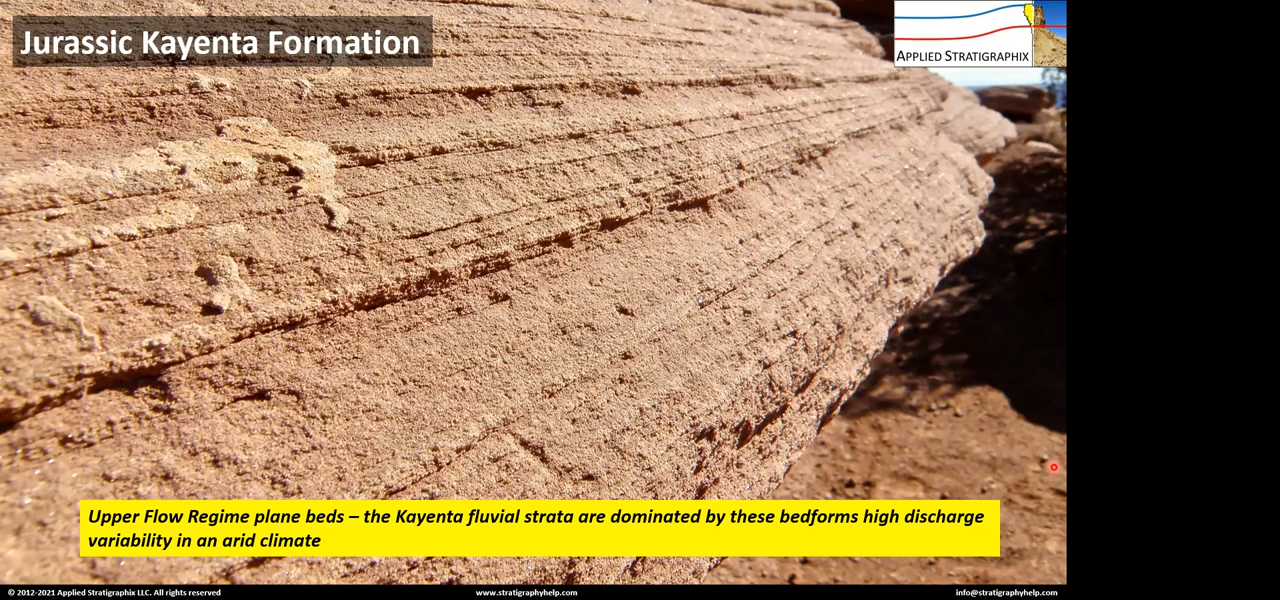 Jurassic Kayenta Formation
APPLIED STRATIGRAPHIX
Upper Flow Regime plane beds – the Kayenta fluvial strata are dominated by these bedforms high discharge
variability in an arid climate
© 2012-2021 Applied Stratigraphix LLC. All rights reserved
www.stratigraphyhelp.com
info@stratigraphyhelp.com